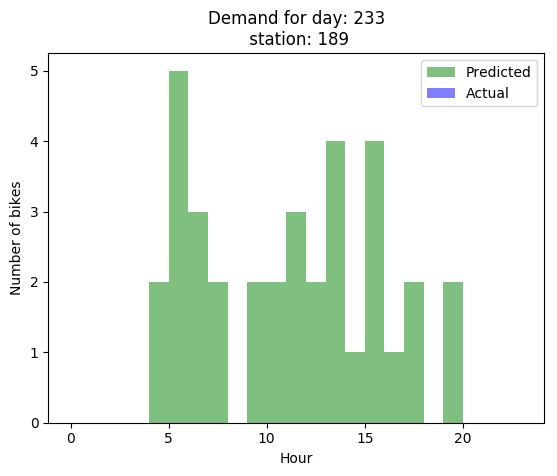 Demand for day: 233
station: 189
Predicted
Actual
Number of bikes
5
4
3
2
1
0
0 5 10 15 20
Hour